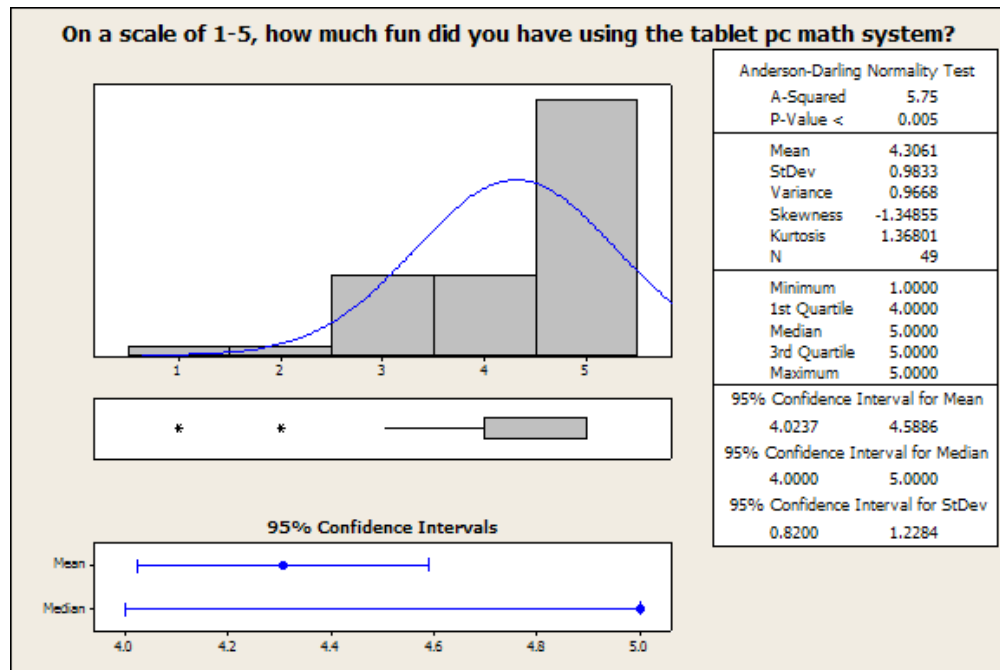 On a scale of 1-5, how much fun did you have using the tablet pc math system?
1 2 3 4 5
* *
95% Confidence Intervals
Mean
Median
4.0 4.2 4.4 4.6 4.8 5.0
Anderson-Darling Normality Test
A-Squared 5.75
P-Value < 0.005
Mean 4.3061
StDev 0.9833
Variance 0.9668
Skewness -1.34855
Kurtosis 1.36801
N 49
Minimum 1.0000
1st Quartile 4.0000
Median 5.0000
3rd Quartile 5.0000
Maximum 5.0000
95% Confidence Interval for Mean
4.0237 4.5886
95% Confidence Interval for Median
4.0000 5.0000
95% Confidence Interval for StDev
0.8200 1.2284